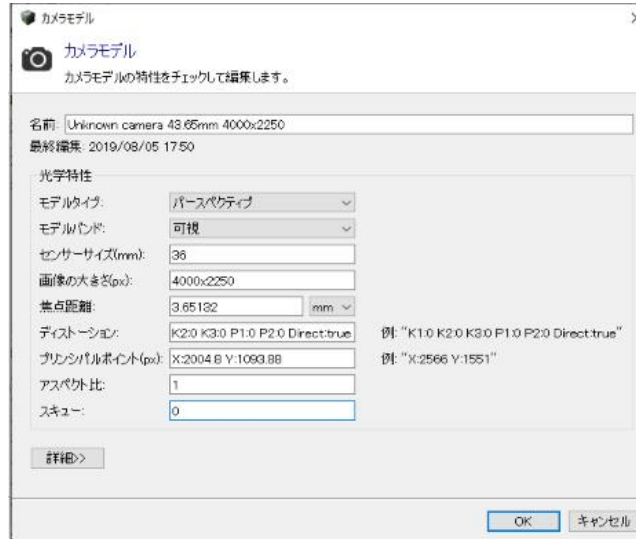 カメラモデル
カメラモデル
カメラモデルの特性をチェックして編集します。
名前: Unknown camera 43.65mm 4000x2250
最終編集: 2019/08/05 17:50
光学特性
モデルタイプ: パースペクティブ
モデルバンド: 可視
センサーサイズ(mm): 36
画像の大きさ(px): 4000x2250
焦点距離: 3.65132 mm
ディストーション: K2:0 K3:0 P1:0 P2:0 Direct:true 例: "K1:0 K2:0 K3:0 P1:0 P2:0 Direct:true"
プリンシパルポイント(px): X:2004.8 Y:1093.88 例: "X:2566 Y:1551"
アスペクト比: 1
スキュー: 0
詳細>>
OK キャンセル